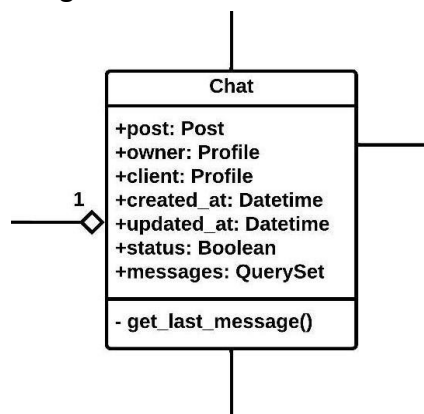 Chat
+post: Post
+owner: Profile
+client: Profile
+created_at: Datetime
1
+updated_at: Datetime
+status: Boolean
+messages: QuerySet
- get_last_message()